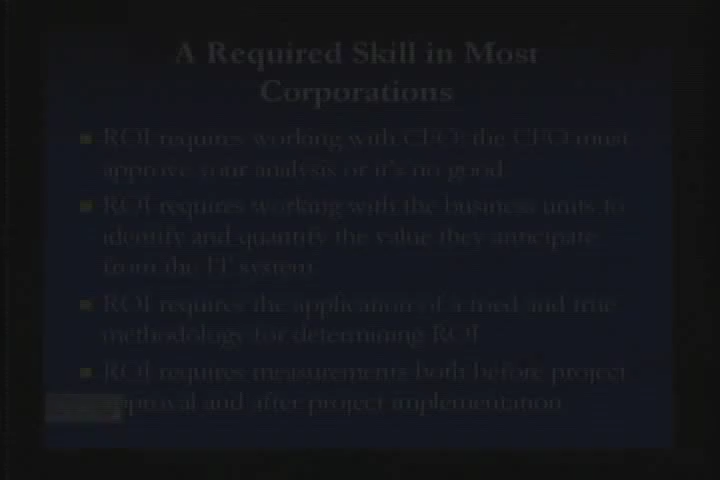 A Required Skill in Most
Corporations
ROI requires working with CFO: the CFO must
approve your analysis or it's no good.
ROI requires working with the business units to
identify and quantify the value they anticipate
from the IT system
ROI requires the application of a tried and true
methodology for determining ROI
ROI requires measurements both before project
approval and after project implementation